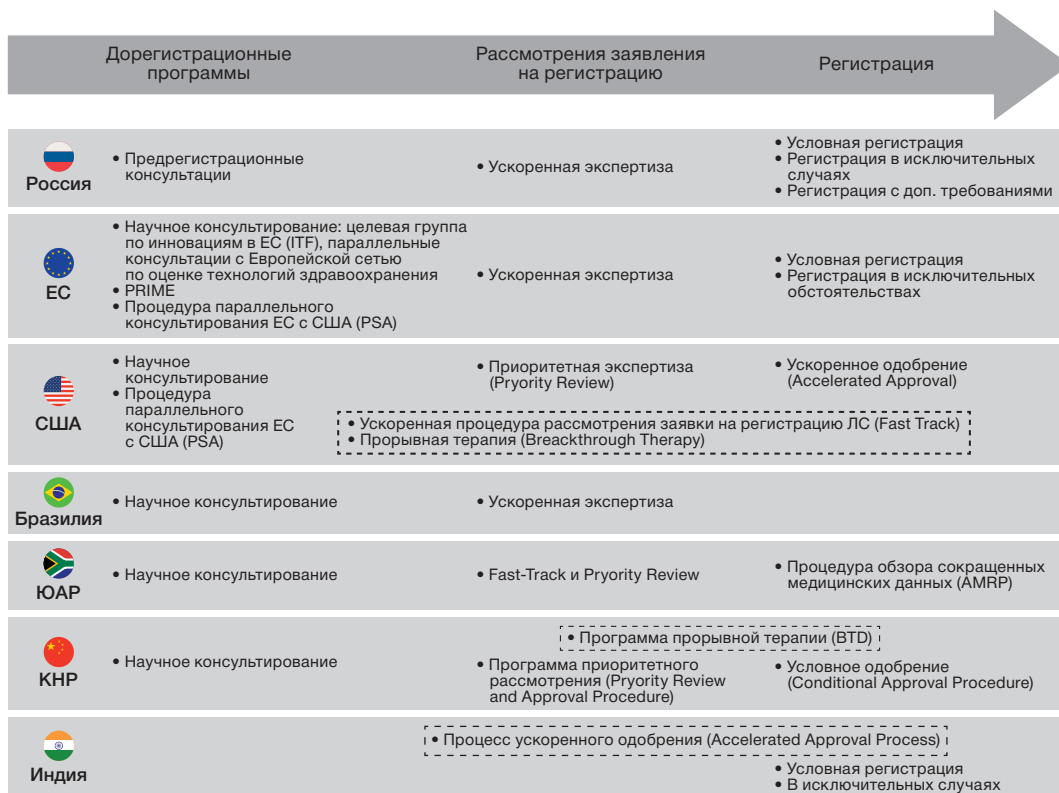 Дорегистрационные
программы
Рассмотрения заявления
на регистрацию
Регистрация
Россия
• Предрегистрационные
консультации
• Ускоренная экспертиза
• Условная регистрация
• Регистрация в исключительных
случаях
• Регистрация с доп. требованиями
ЕС
• Научное консультирование: целевая группа
по инновациям в ЕС (ITF), параллельные
консультации с Европейской сетью
по оценке технологий здравоохранения
• PRIME
• Процедура параллельного
консультирования ЕС с США (PSA)
• Ускоренная экспертиза
• Условная регистрация
• Регистрация в исключительных
обстоятельствах
США
• Научное
консультирование
• Процедура
параллельного
консультирования ЕС
с США (PSA)
• Приоритетная экспертиза
(Pryority Review)
• Ускоренное одобрение
(Accelerated Approval)
• Ускоренная процедура рассмотрения заявки на регистрацию ЛС (Fast Track)
• Прорывная терапия (Breackthrough Therapy)
Бразилия
• Научное консультирование
• Ускоренная экспертиза
ЮАР
• Научное консультирование
• Fast-Track и Pryority Review
• Процедура обзора сокращенных
медицинских данных (AMRP)
КНР
• Научное консультирование
• Программа прорывной терапии (BTD)
• Программа приоритетного
рассмотрения (Pryority Review
and Approval Procedure)
• Условное одобрение
(Conditional Approval Procedure)
Индия
• Процесс ускоренного одобрения (Accelerated Approval Process)
• Условная регистрация
• В исключительных случаях